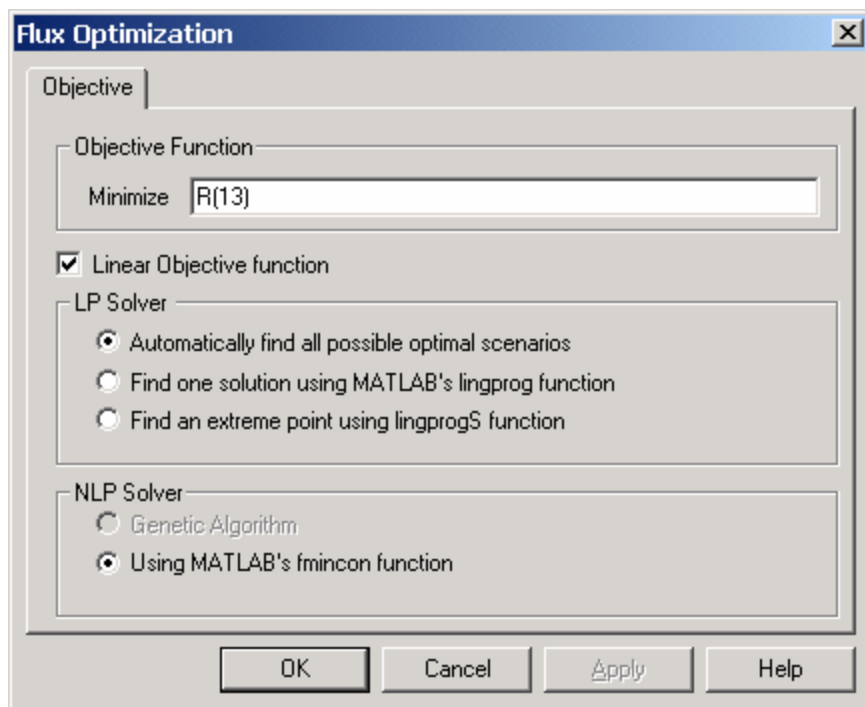 Flux Optimization
Objective
Objective Function
Minimize R(13)
Linear Objective function
LP Solver
Automatically find all possible optimal scenarios
Find one solution using MATLAB's lingprog function
Find an extreme point using lingprogS function
NLP Solver
Genetic Algorithm
Using MATLAB's fmincon function
OK Cancel Apply Help